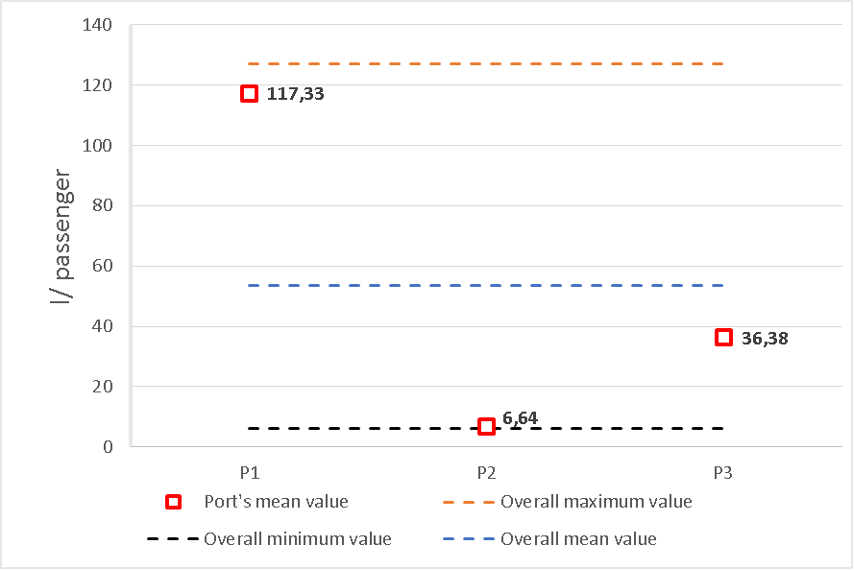 140
120
117,33
100
80
60
40
36,38
20
6,64
0
l/ passenger
P1 P2 P3
Port's mean value Overall maximum value
Overall minimum value Overall mean value